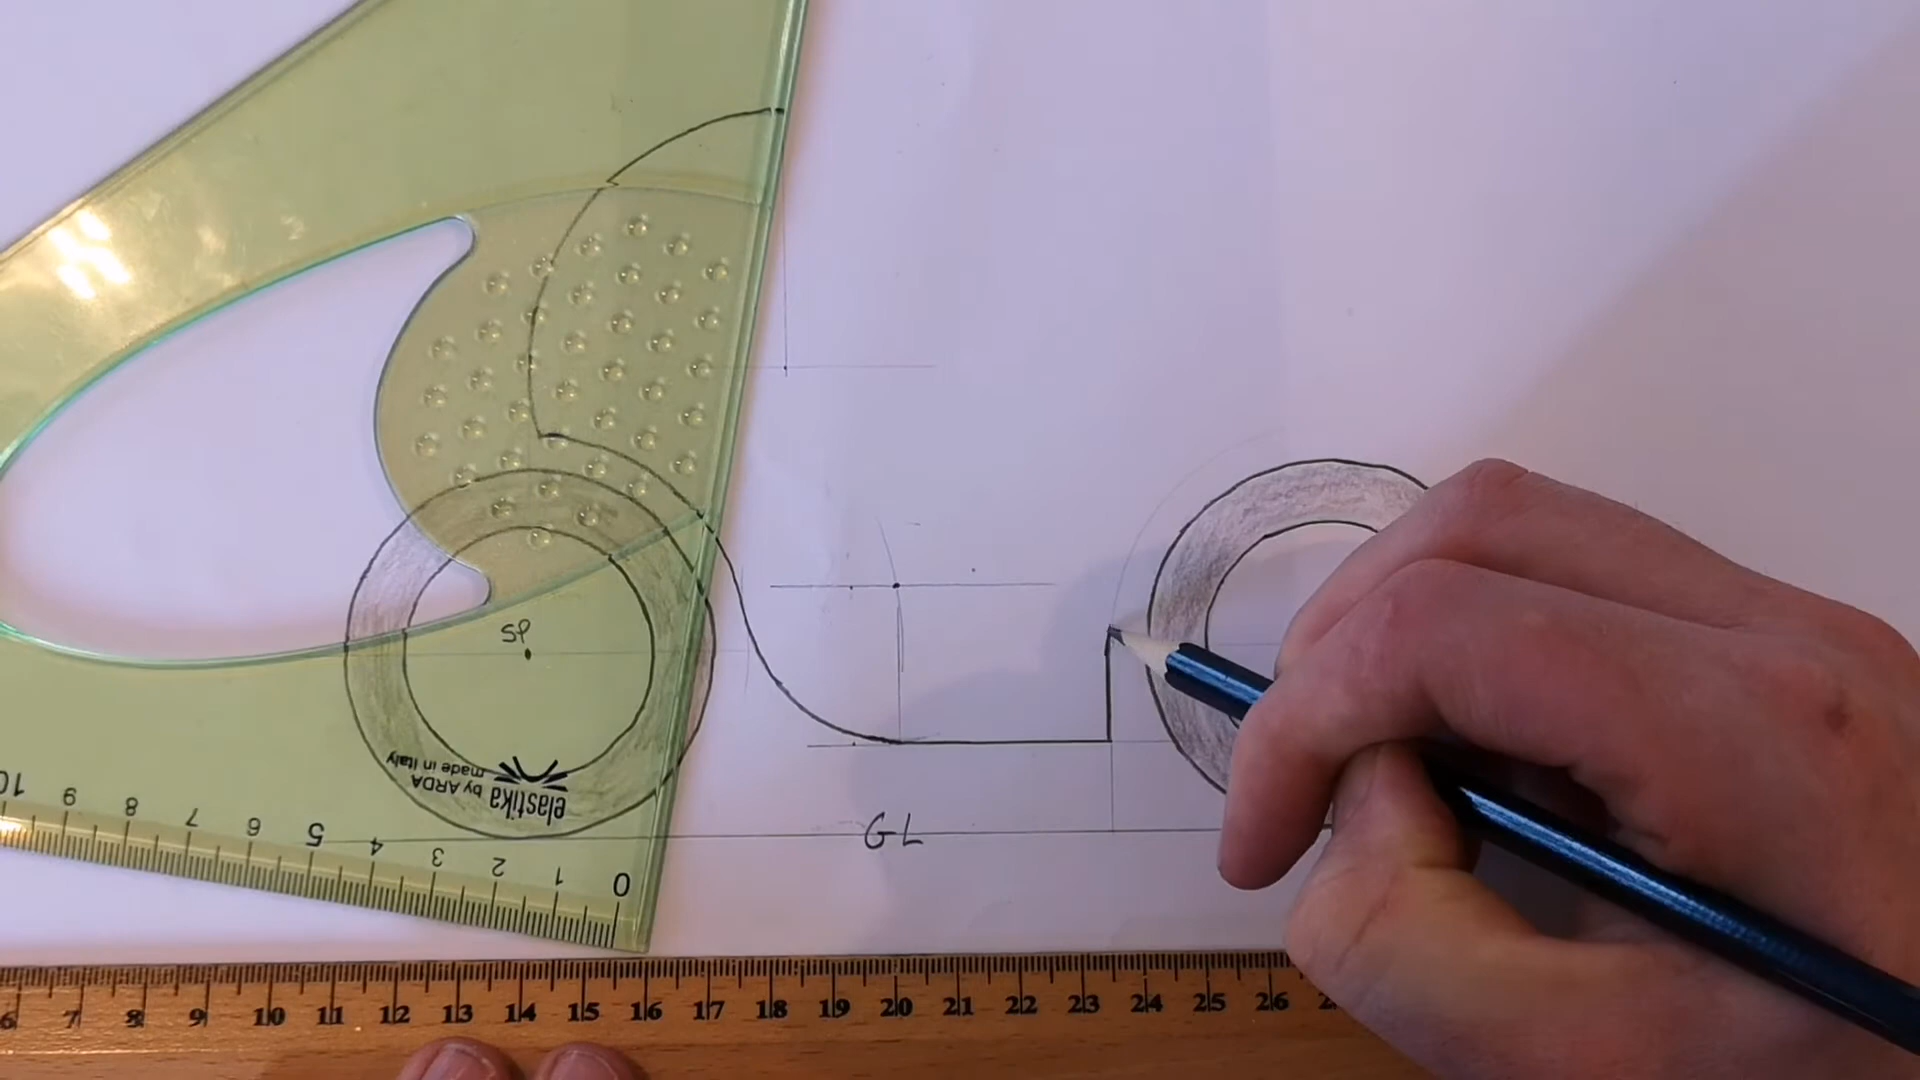 JS
elastika
by ARDA
made in Italy
10 9 8 7 6 5 4 3 2 1 0
GL
6 7 8 9 10 11 12 13 14 15 16 17 18 19 20 21 22 23 24 25 26